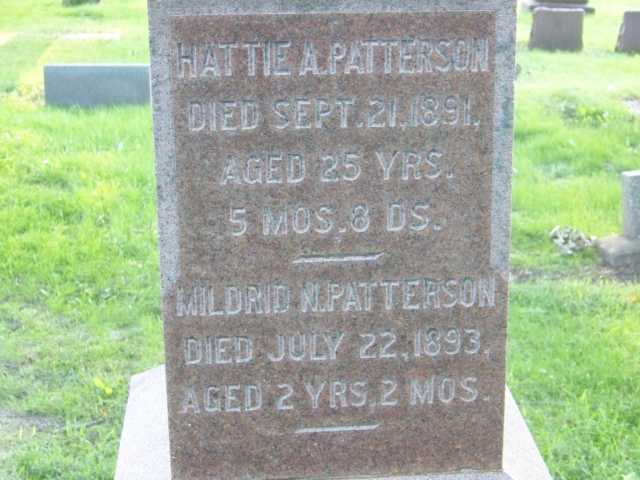 HATTIE A. PATTERSON
DIED SEPT. 21, 1891,
AGED 25 YRS.
5 MOS. 8 DS.
MILDRID N. PATTERSON
DIED JULY 22, 1893,
AGED 2 YRS, 2 MOS.